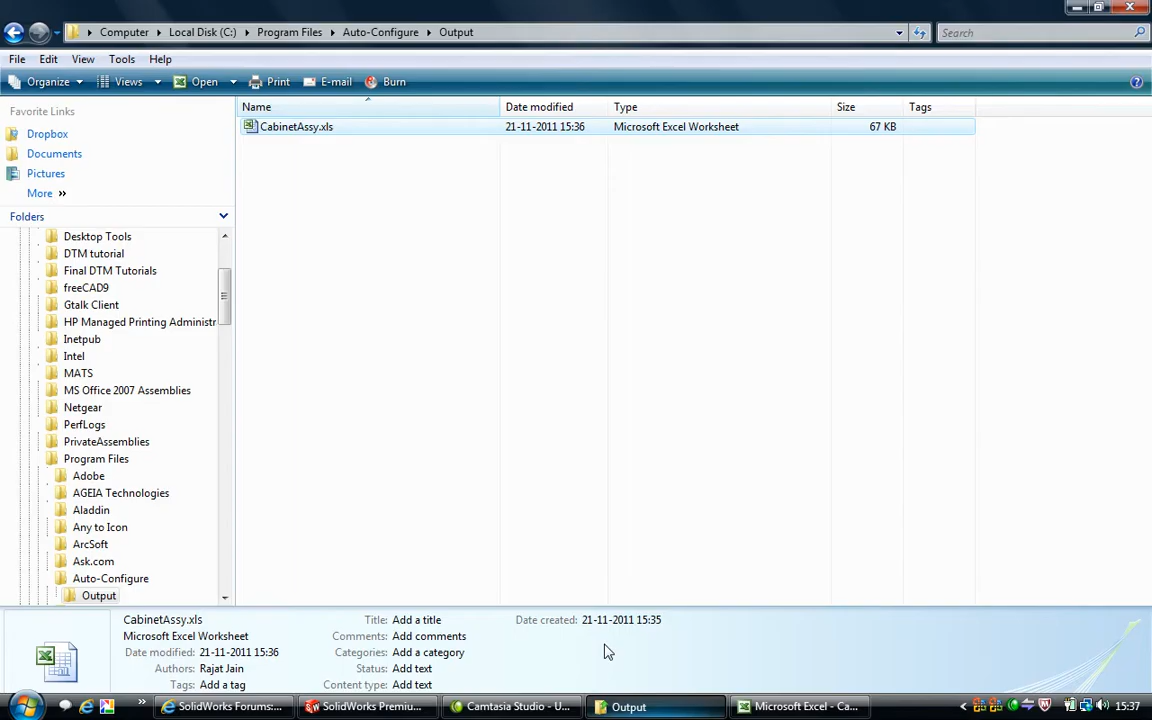 Computer ▸ Local Disk (C:) ▸ Program Files ▸ Auto-Configure ▸ Output
Search
File Edit View Tools Help
Organize Views Open Print E-mail Burn
Favorite Links
Dropbox
Documents
Pictures
More »
Folders
Desktop Tools
DTM tutorial
Final DTM Tutorials
freeCAD9
Gtalk Client
HP Managed Printing Administr
Inetpub
Intel
MATS
MS Office 2007 Assemblies
Netgear
PerfLogs
PrivateAssemblies
Program Files
Adobe
AGEIA Technologies
Aladdin
Any to Icon
ArcSoft
Ask.com
Auto-Configure
Output
Name Date modified Type Size Tags
CabinetAssy.xls 21-11-2011 15:36 Microsoft Excel Worksheet 67 KB
CabinetAssy.xls Title: Add a title Date created: 21-11-2011 15:35
Microsoft Excel Worksheet Comments: Add comments
Date modified: 21-11-2011 15:36 Categories: Add a category
Authors: Rajat Jain Status: Add text
Tags: Add a tag Content type: Add text
SolidWorks Forums:... SolidWorks Premiu... Camtasia Studio - U... Output Microsoft Excel - Ca... 15:37